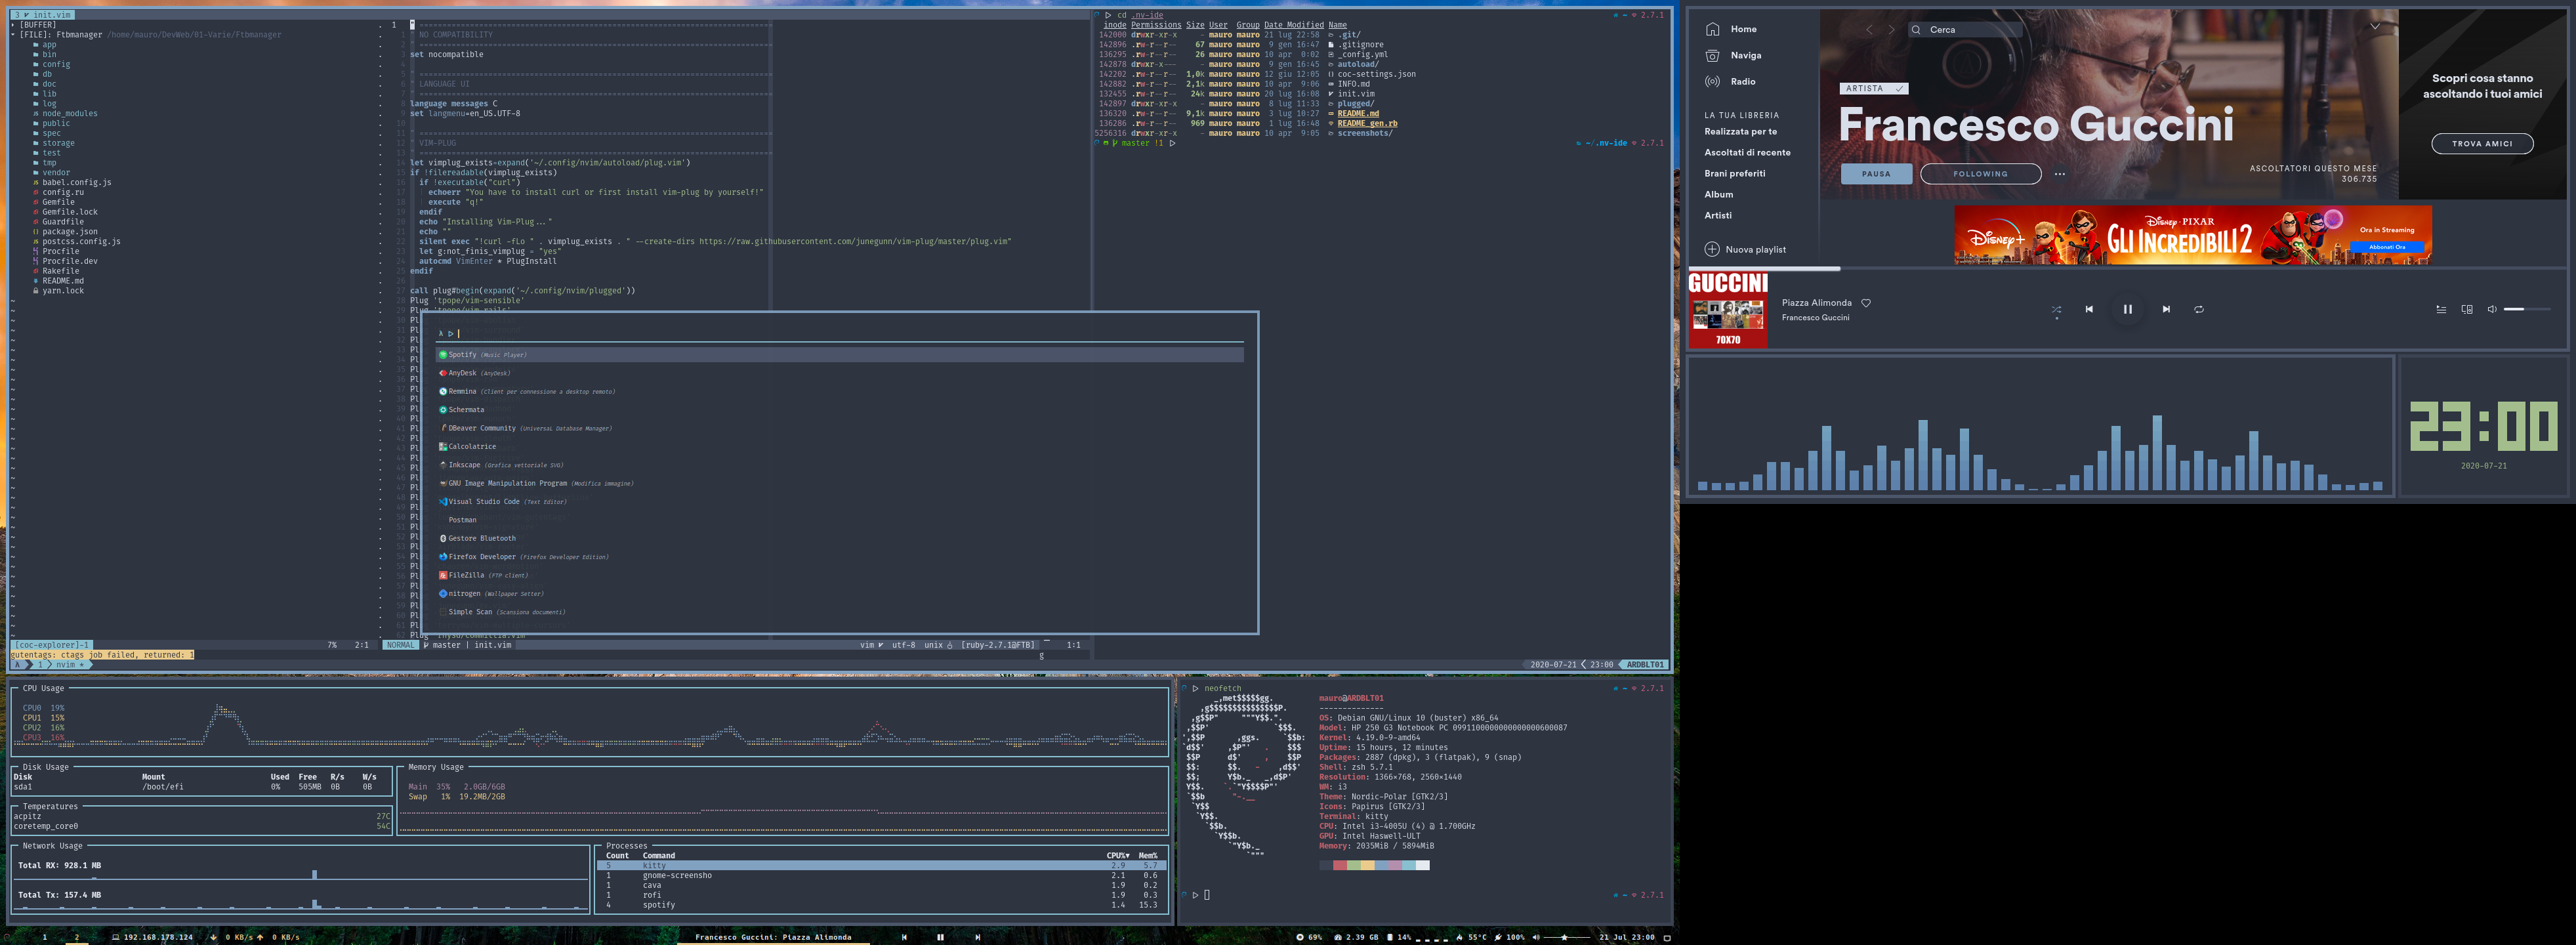 3 init.vim
[BUFFER]
[FILE]: Ftbmanager /home/mauro/DevWeb/01-Varie/Ftbmanager
app
bin
config
db
doc
lib
log
node_modules
public
spec
storage
test
tmp
vendor
babel.config.js
config.ru
Gemfile
Gemfile.lock
Guardfile
package.json
postcss.config.js
Procfile
Procfile.dev
Rakefile
README.md
yarn.lock
[coc-explorer]-1 7% 2:1
NO COMPATIBILITY
set nocompatible
LANGUAGE UI
language messages C
set langmenu=en_US.UTF-8
VIM-PLUG
let vimplug_exists=expand('~/.config/nvim/autoload/plug.vim')
if !filereadable(vimplug_exists)
if !executable("curl")
echoerr "You have to install curl or first install vim-plug by yourself!"
execute "q!"
endif
echo "Installing Vim-Plug..."
echo ""
silent exec "!curl -fLo " . vimplug_exists . " --create-dirs https://raw.githubusercontent.com/junegunn/vim-plug/master/plug.vim"
let g:not_finis_vimplug = "yes"
autocmd VimEnter * PlugInstall
endif
call plug#begin(expand('~/.config/nvim/plugged'))
Plug 'tpope/vim-sensible'
NORMAL master | init.vim vim utf-8 unix [ruby-2.7.1@FTB] 1:1
gutentags: ctags job failed, returned: 1
λ 1 nvim *
2020-07-21 23:00 ARDBLT01
λ
Spotify (Music Player)
AnyDesk (AnyDesk)
Remmina (Client per connessione a desktop remoto)
Schermata
DBeaver Community (Universal Database Manager)
Calcolatrice
Inkscape (Grafica vettoriale SVG)
GNU Image Manipulation Program (Modifica immagine)
Visual Studio Code (Text Editor)
Postman
Gestore Bluetooth
Firefox Developer (Firefox Developer Edition)
FileZilla (FTP client)
nitrogen (Wallpaper Setter)
Simple Scan (Scansiona documenti)
cd .nv-ide ~ 2.7.1
inode Permissions Size User Group Date Modified Name
142000 drwxr-xr-x - mauro mauro 21 lug 22:58 .git/
142896 .rw-r--r-- 67 mauro mauro 9 gen 16:47 .gitignore
136295 .rw-r--r-- 26 mauro mauro 10 apr 0:02 _config.yml
142878 drwxr-x--- - mauro mauro 9 gen 16:45 autoload/
142202 .rw-r--r-- 1,0k mauro mauro 12 giu 12:05 coc-settings.json
142882 .rw-r--r-- 2,1k mauro mauro 10 apr 9:06 INFO.md
132455 .rw-r--r-- 24k mauro mauro 20 lug 16:08 init.vim
142897 drwxr-xr-x - mauro mauro 8 lug 11:33 plugged/
136320 .rw-r--r-- 9,1k mauro mauro 3 lug 10:27 README.md
136286 .rw-r--r-- 969 mauro mauro 1 lug 16:48 README_gen.rb
5256316 drwxr-xr-x - mauro mauro 10 apr 9:05 screenshots/
master !1 ~/.nv-ide 2.7.1
Home
Naviga
Radio
LA TUA LIBRERIA
Realizzata per te
Ascoltati di recente
Brani preferiti
Album
Artisti
Nuova playlist
Cerca
ARTISTA
Francesco Guccini
PAUSA FOLLOWING
ASCOLTATORI QUESTO MESE
306.735
Scopri cosa stanno
ascoltando i tuoi amici
TROVA AMICI
Disney+
Disney · PIXAR
GLI INCREDIBILI 2
Ora in Streaming
Abbonati Ora
GUCCINI
70X70
Piazza Alimonda
Francesco Guccini
23:00
2020-07-21
CPU Usage
CPU0 19%
CPU1 15%
CPU2 16%
CPU3 16%
Disk Usage
Disk Mount Used Free R/s W/s
sda1 /boot/efi 0% 505MB 0B 0B
Temperatures
acpitz 27C
coretemp_core0 54C
Memory Usage
Main 35% 2.0GB/6GB
Swap 1% 19.2MB/2GB
Network Usage
Total RX: 928.1 MB
Total Tx: 157.4 MB
Processes
Count Command CPU% Mem%
5 kitty 2.9 5.7
1 gnome-screensho 2.1 0.6
1 cava 1.9 0.2
1 rofi 1.9 0.3
4 spotify 1.4 15.3
neofetch ~ 2.7.1
mauro@ARDBLT01
--------------
OS: Debian GNU/Linux 10 (buster) x86_64
Model: HP 250 G3 Notebook PC 0991100000000000000600087
Kernel: 4.19.0-9-amd64
Uptime: 15 hours, 12 minutes
Packages: 2887 (dpkg), 3 (flatpak), 9 (snap)
Shell: zsh 5.7.1
Resolution: 1366×768, 2560×1440
WM: i3
Theme: Nordic-Polar [GTK2/3]
Icons: Papirus [GTK2/3]
Terminal: kitty
CPU: Intel i3-4005U (4) @ 1.700GHz
GPU: Intel Haswell-ULT
Memory: 2035MiB / 5894MiB
~ 2.7.1
1 2 192.168.178.124 0 KB/s 0 KB/s
Francesco Guccini: Piazza Alimonda
69% 2.39 GB 14% 55°C 100% 21 Jul 23:00